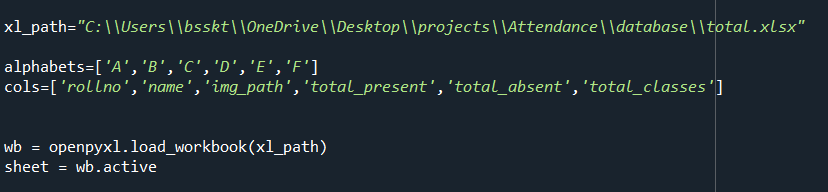 xl_path="C:\\Users\\bsskt\\OneDrive\\Desktop\\projects\\Attendance\\database\\total.xlsx"
alphabets=['A','B','C','D','E','F']
cols=['rollno','name','img_path','total_present','total_absent','total_classes']
wb = openpyxl.load_workbook(xl_path)
sheet = wb.active